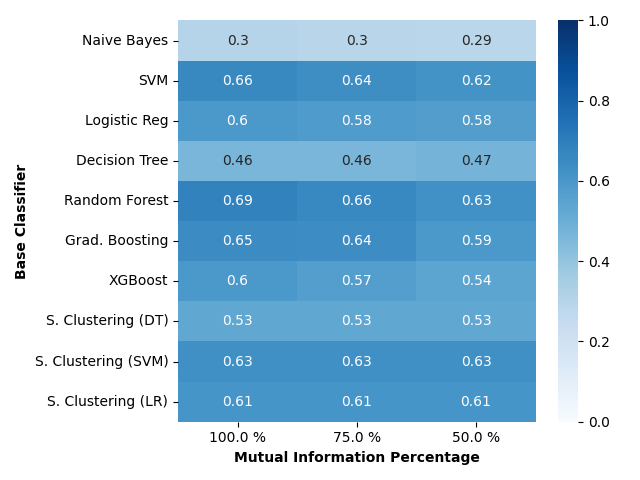 Naive Bayes 0.3 0.3 0.29
SVM 0.66 0.64 0.62
Logistic Reg 0.6 0.58 0.58
Decision Tree 0.46 0.46 0.47
Random Forest 0.69 0.66 0.63
Grad. Boosting 0.65 0.64 0.59
XGBoost 0.6 0.57 0.54
S. Clustering (DT) 0.53 0.53 0.53
S. Clustering (SVM) 0.63 0.63 0.63
S. Clustering (LR) 0.61 0.61 0.61
100.0 % 75.0 % 50.0 %
Mutual Information Percentage
Base Classifier
1.0
0.8
0.6
0.4
0.2
0.0